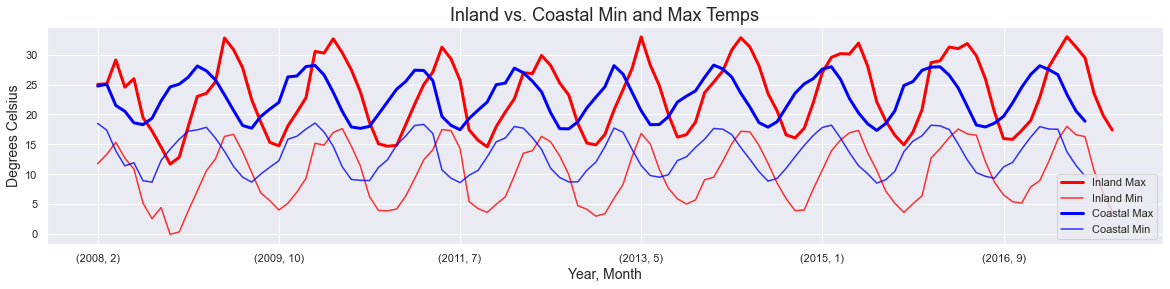 Inland vs. Coastal Min and Max Temps
Degrees Celsius
30
25
20
15
10
5
0
Inland Max
Inland Min
Coastal Max
Coastal Min
(2008, 2)
(2009, 10)
(2011, 7)
(2013, 5)
(2015, 1)
(2016, 9)
Year, Month